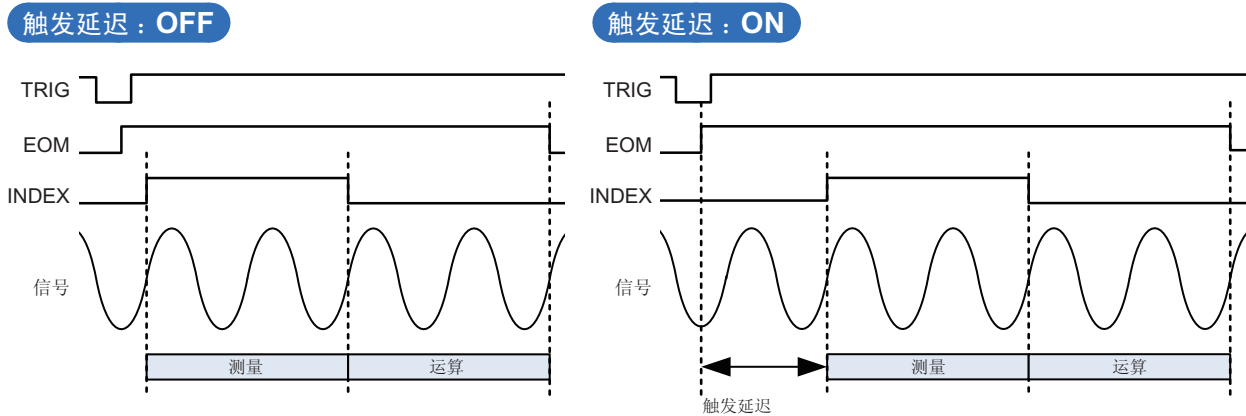 触发延迟：OFF
TRIG
EOM
INDEX
信号
测量 运算
触发延迟：ON
TRIG
EOM
INDEX
信号
测量 运算
触发延迟